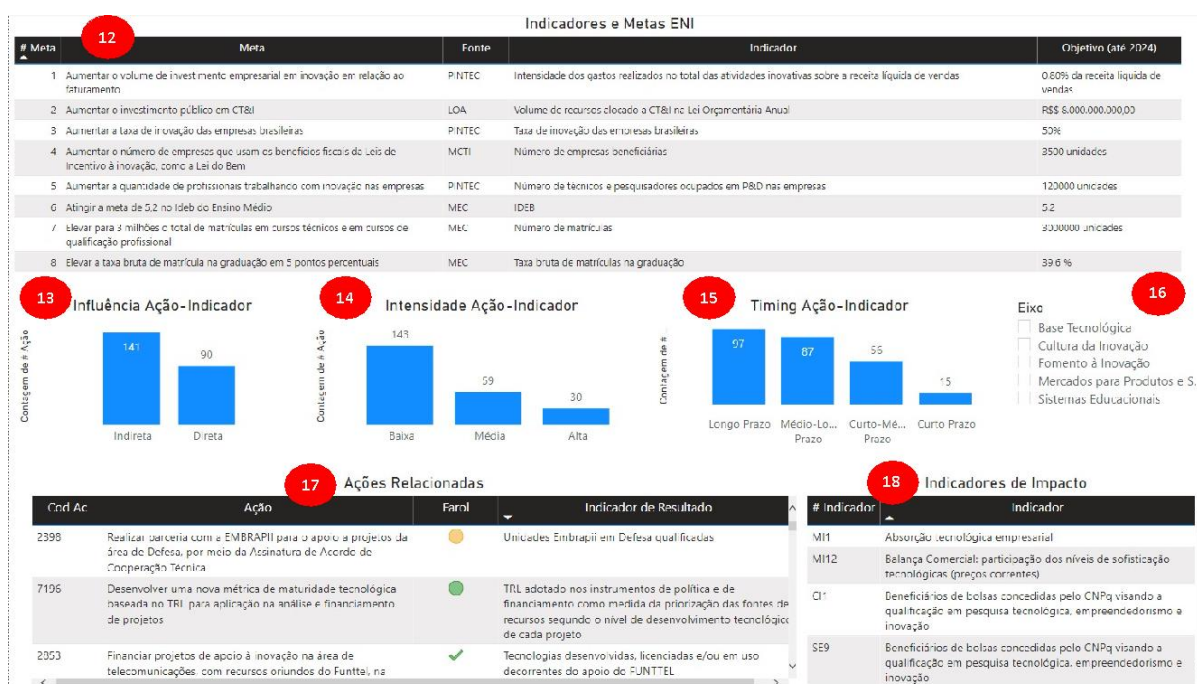 Indicadores e Metas ENI
12
# Meta Meta Fonte Indicador Objetivo (até 2024)
1 Aumentar o volume de investimento empresarial em inovação em relação ao PINTEC Intensidade dos gastos realizados no total das atividades inovativas sobre a receita líquida de vendas 0,80% da receita líquida de
faturamento vendas
2 Aumentar o investimento público em CT&I LOA Volume de recursos alocado a CT&I na Lei Orçamentária Anual R$$ 8.000.000.000,00
3 Aumentar a taxa de inovação das empresas brasileiras PINTEC Taxa de inovação das empresas brasileiras 50%
4 Aumentar o número de empresas que usam os benefícios fiscais da Leis de MCTI Número de empresas beneficiárias 3500 unidades
Incentivo à inovação, como a Lei do Bem
5 Aumentar a quantidade de profissionais trabalhando com inovação nas empresas PINTEC Número de técnicos e pesquisadores ocupados em P&D nas empresas 120000 unidades
6 Atingir a meta de 5,2 no Ideb do Ensino Médio MEC IDEB 5.2
7 Elevar para 3 milhões o total de matrículas em cursos técnicos e em cursos de MEC Número de matrículas 3000000 unidades
qualificação profissional
8 Elevar a taxa bruta de matrícula na graduação em 5 pontos percentuais MEC Taxa bruta de matrículas na graduação 39.6 %
13 Influência Ação-Indicador
Contagem de # Ação
141
90
Indireta Direta
14 Intensidade Ação-Indicador
Contagem de # Ação
143
59
30
Baixa Média Alta
15 Timing Ação-Indicador
Contagem de # ...
97
87
55
15
Longo Prazo Médio-Lo... Curto-Mé... Curto Prazo
Prazo Prazo
16
Eixo
Base Tecnológica
Cultura da Inovação
Fomento à Inovação
Mercados para Produtos e S...
Sistemas Educacionais
17 Ações Relacionadas
Cod Ac Ação Farol Indicador de Resultado
2898 Realizar parceria com a EMBRAPII para o apoio a projetos da Unidades Embrapii em Defesa qualificadas
área de Defesa, por meio da Assinatura de Acordo de
Cooperação Técnica
7196 Desenvolver uma nova métrica de maturidade tecnológica TRL adotado nos instrumentos de política e de
baseada no TRL para aplicação na análise e financiamento financiamento como medida da priorização das fontes de
de projetos recursos segundo o nível de desenvolvimento tecnológico
de cada projeto
2853 Financiar projetos de apoio à inovação na área de Tecnologias desenvolvidas, licenciadas e/ou em uso
telecomunicações, com recursos oriundos do Funttel, na decorrentes do apoio do FUNTTEL
18 Indicadores de Impacto
# Indicador Indicador
MI1 Absorção tecnológica empresarial
MI12 Balança Comercial: participação dos níveis de sofisticação
tecnológicas (preços correntes)
CI1 Beneficiários de bolsas concedidas pelo CNPq visando a
qualificação em pesquisa tecnológica, empreendedorismo e
inovação
SE9 Beneficiários de bolsas concedidas pelo CNPq visando a
qualificação em pesquisa tecnológica, empreendedorismo e
inovação